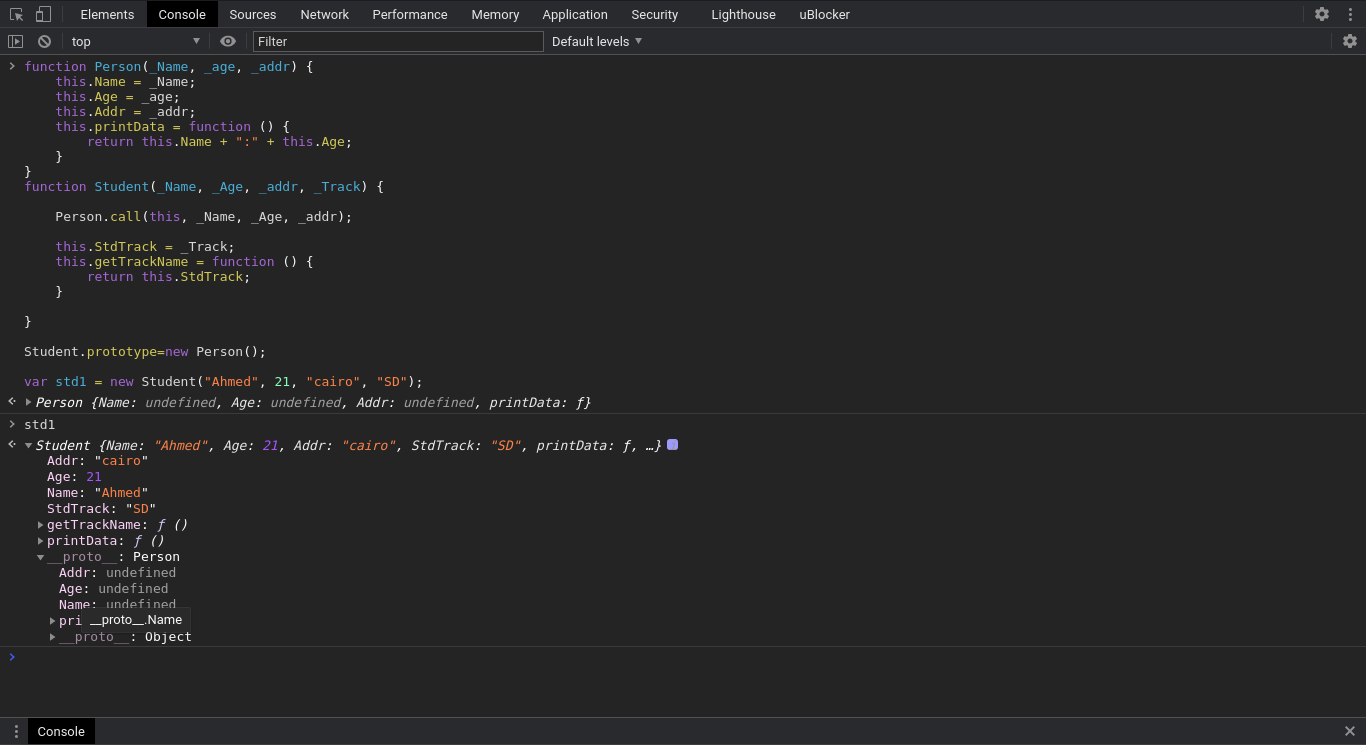 Elements Console Sources Network Performance Memory Application Security Lighthouse uBlocker
top Filter Default levels
function Person(_Name, _age, _addr) {
    this.Name = _Name;
    this.Age = _age;
    this.Addr = _addr;
    this.printData = function () {
        return this.Name + ":" + this.Age;
    }
}
function Student(_Name, _Age, _addr, _Track) {
    Person.call(this, _Name, _Age, _addr);
    this.StdTrack = _Track;
    this.getTrackName = function () {
        return this.StdTrack;
    }
}
Student.prototype=new Person();
var std1 = new Student("Ahmed", 21, "cairo", "SD");
Person {Name: undefined, Age: undefined, Addr: undefined, printData: ƒ}
std1
Student {Name: "Ahmed", Age: 21, Addr: "cairo", StdTrack: "SD", printData: ƒ, …}
Addr: "cairo"
Age: 21
Name: "Ahmed"
StdTrack: "SD"
getTrackName: ƒ ()
printData: ƒ ()
__proto__: Person
Addr: undefined
Age: undefined
Name: undefined
pri __proto__.Name
__proto__: Object
Console